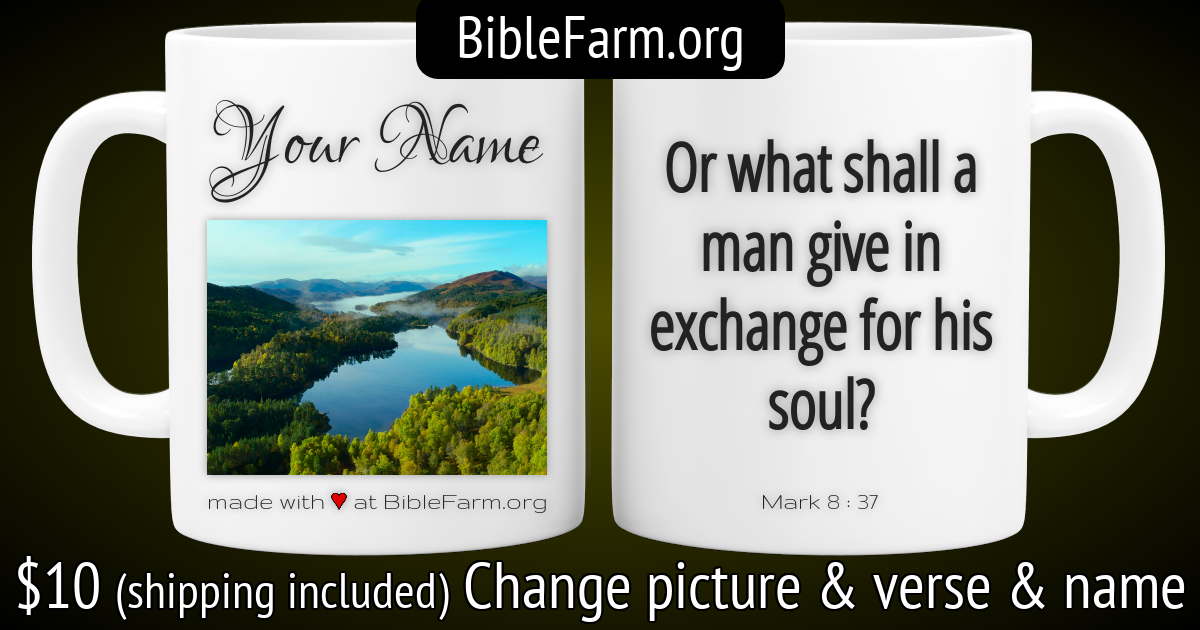 BibleFarm.org
Your Name
made with ♥ at BibleFarm.org
Or what shall a
man give in
exchange for his
soul?
Mark 8 : 37
$10 (shipping included) Change picture & verse & name